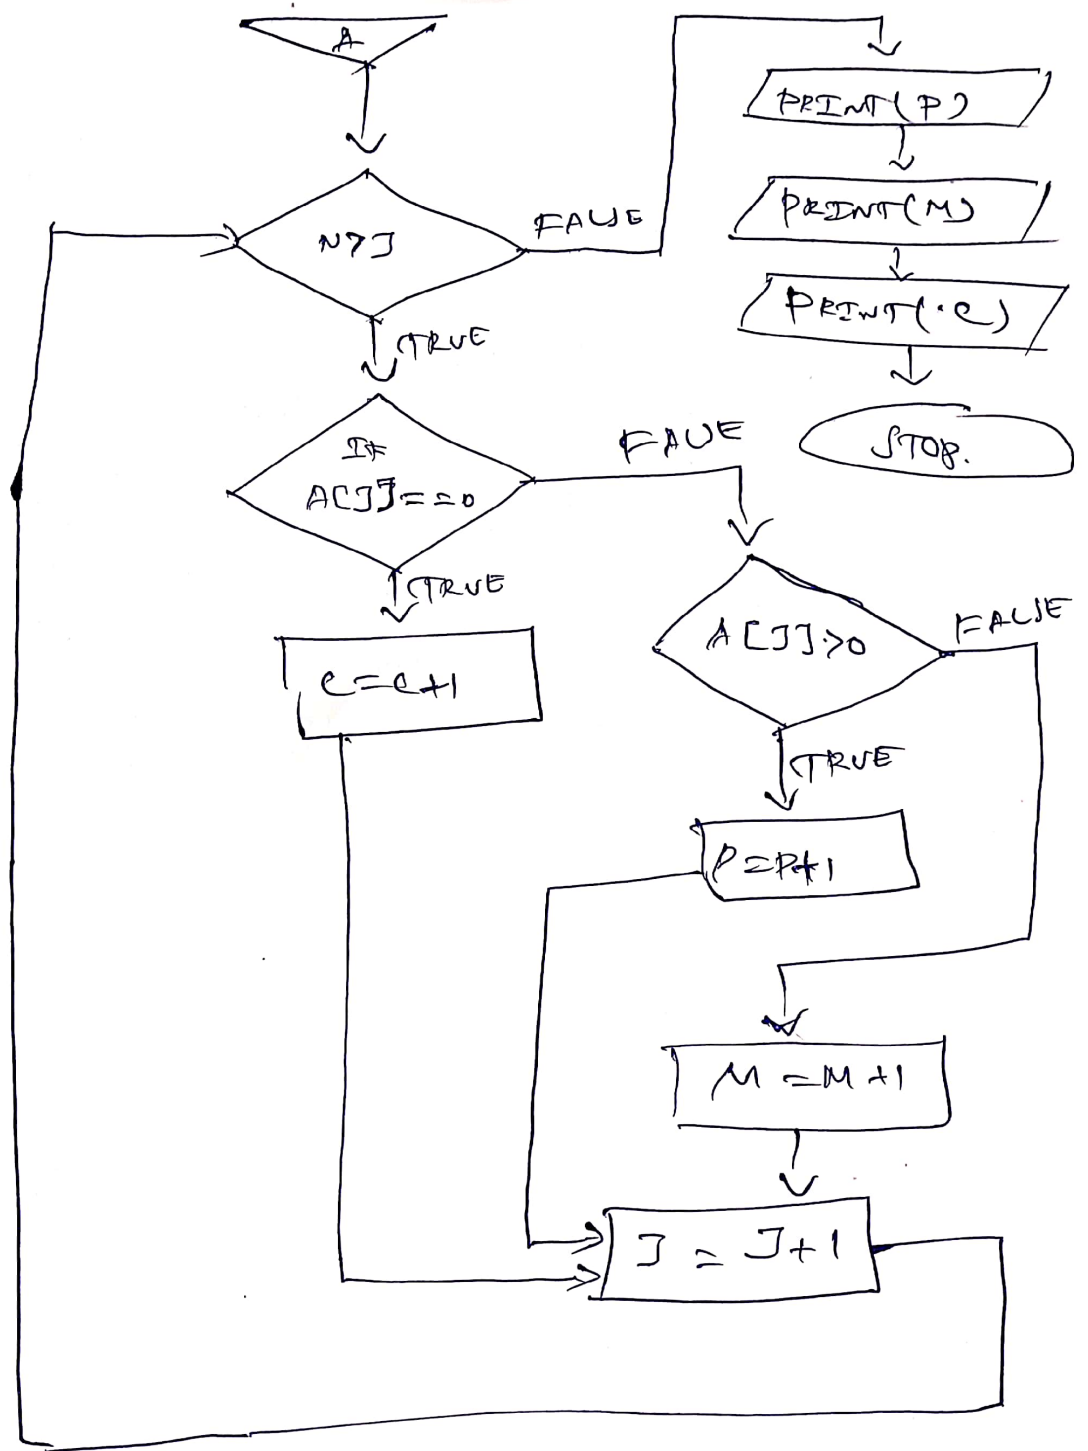 A
PRINT(P)
PRINT(M)
N>J
FALSE
PRINT(·C)
TRUE
STOP.
IF
A[J]==0
FALSE
TRUE
A[J]>0
FALSE
C=C+1
TRUE
P=P+1
M=M+1
J=J+1